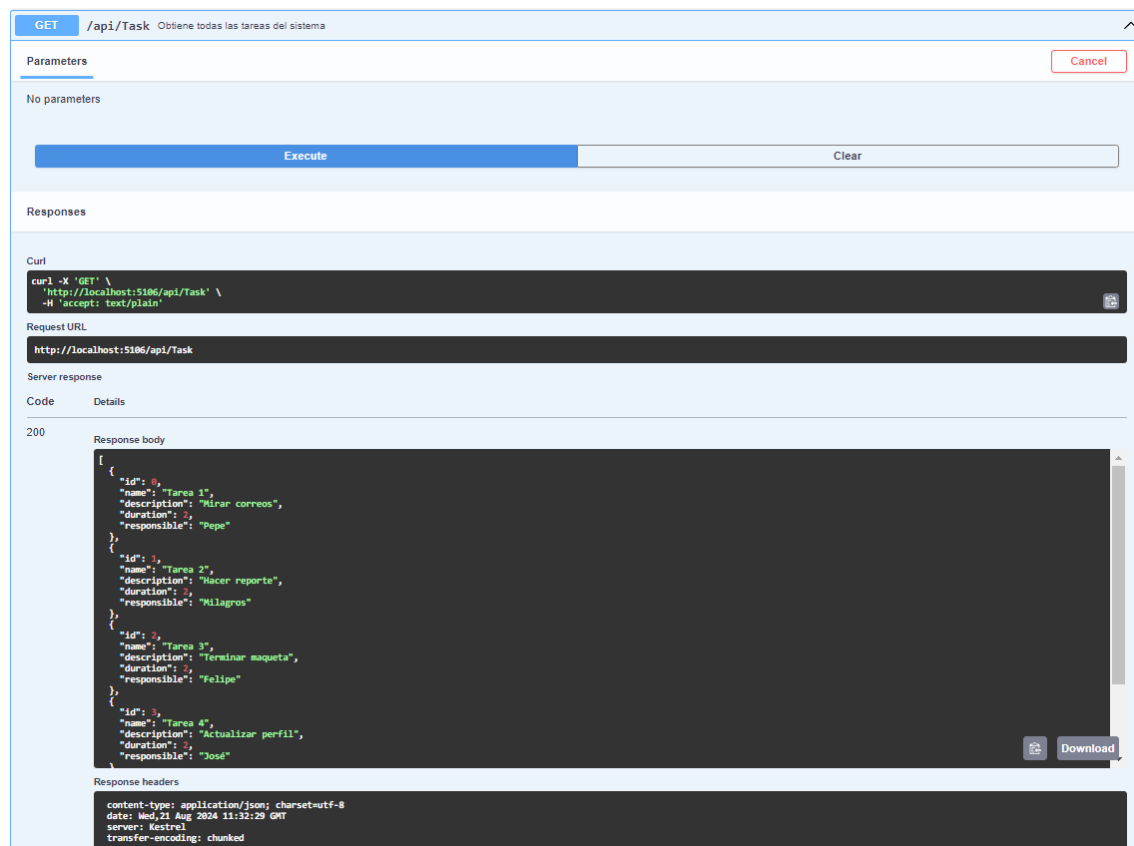 GET /api/Task Obtiene todas las tareas del sistema
Parameters Cancel
No parameters
Execute Clear
Responses
Curl
curl -X 'GET' \
'http://localhost:5106/api/Task' \
-H 'accept: text/plain'
Request URL
http://localhost:5106/api/Task
Server response
Code Details
200
Response body
[
{
"id": 0,
"name": "Tarea 1",
"description": "Mirar correos",
"duration": 2,
"responsible": "Pepe"
},
{
"id": 1,
"name": "Tarea 2",
"description": "Hacer reporte",
"duration": 2,
"responsible": "Milagros"
},
{
"id": 2,
"name": "Tarea 3",
"description": "Terminar maqueta",
"duration": 2,
"responsible": "Felipe"
},
{
"id": 3,
"name": "Tarea 4",
"description": "Actualizar perfil",
"duration": 2,
"responsible": "José"
Download
Response headers
content-type: application/json; charset=utf-8
date: Wed,21 Aug 2024 11:32:29 GMT
server: Kestrel
transfer-encoding: chunked